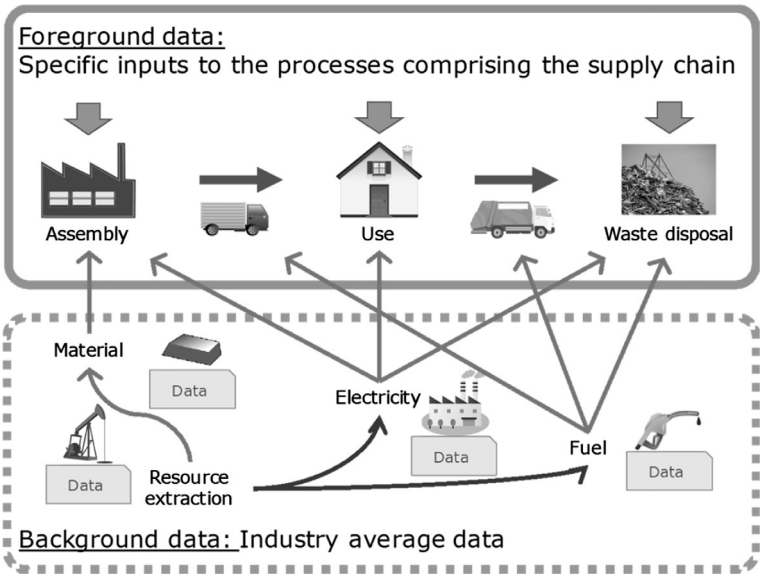 Foreground data:
Specific inputs to the processes comprising the supply chain
Assembly
Use
Waste disposal
Material
Data
Electricity
Data
Fuel
Data
Data
Resource
extraction
Background data: Industry average data